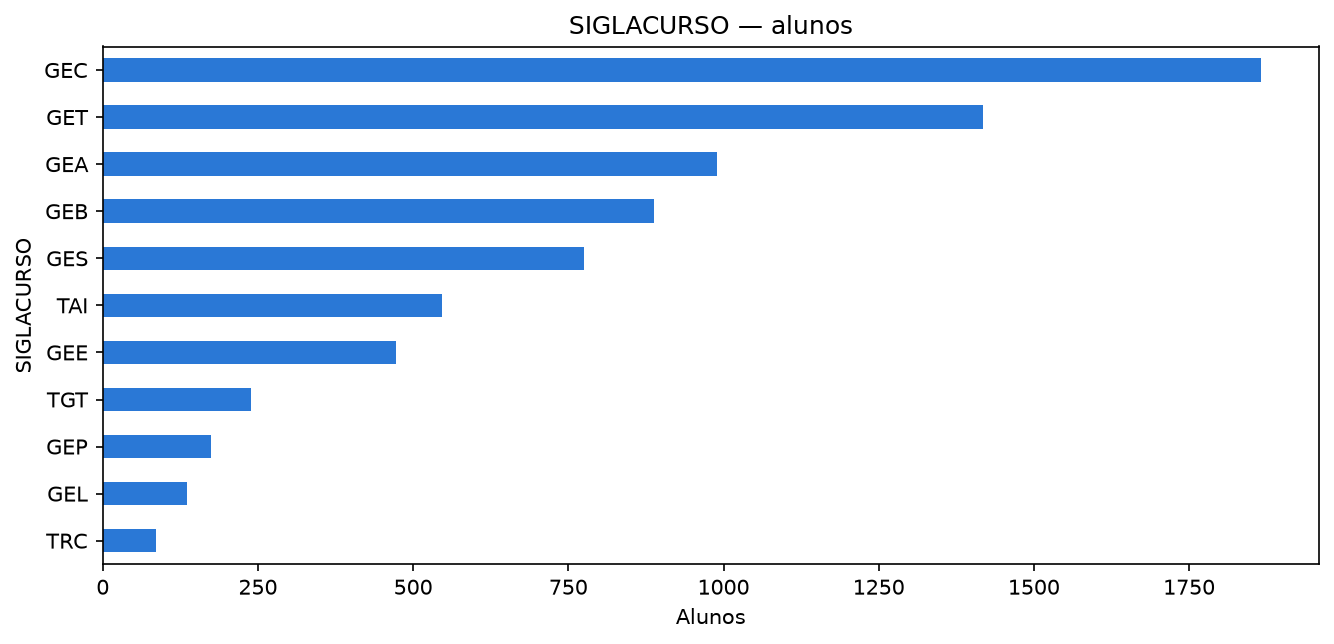 SIGLACURSO — alunos
SIGLACURSO
GEC
GET
GEA
GEB
GES
TAI
GEE
TGT
GEP
GEL
TRC
0 250 500 750 1000 1250 1500 1750
Alunos